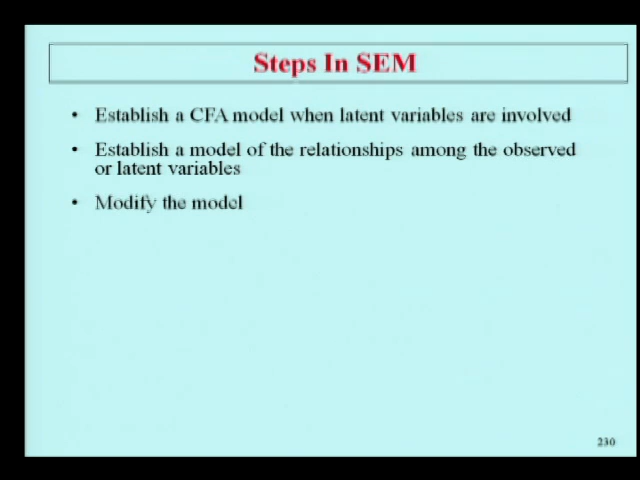 Steps In SEM
• Establish a CFA model when latent variables are involved
• Establish a model of the relationships among the observed
or latent variables
• Modify the model
230